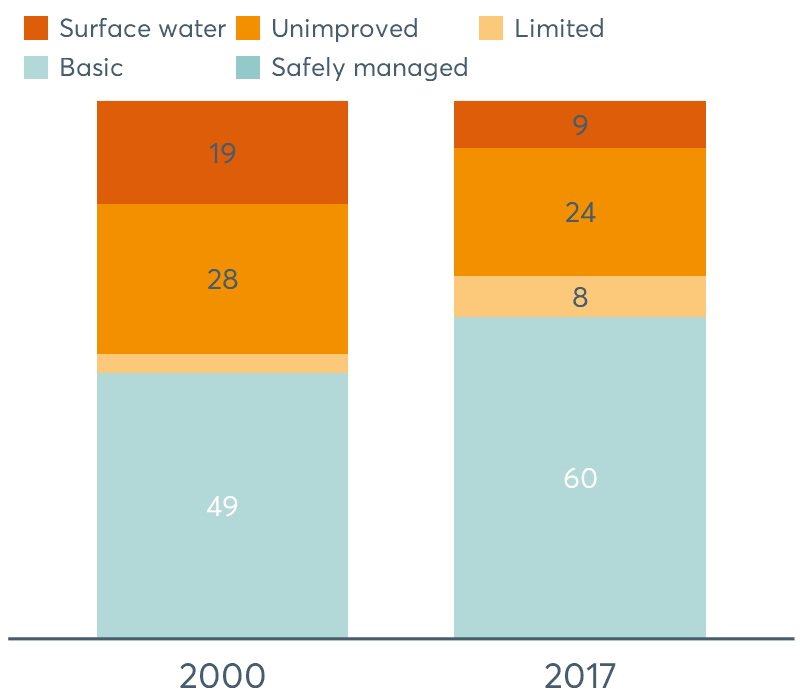 Surface water Unimproved Limited
Basic Safely managed
19 9
28 24
8
49 60
2000 2017